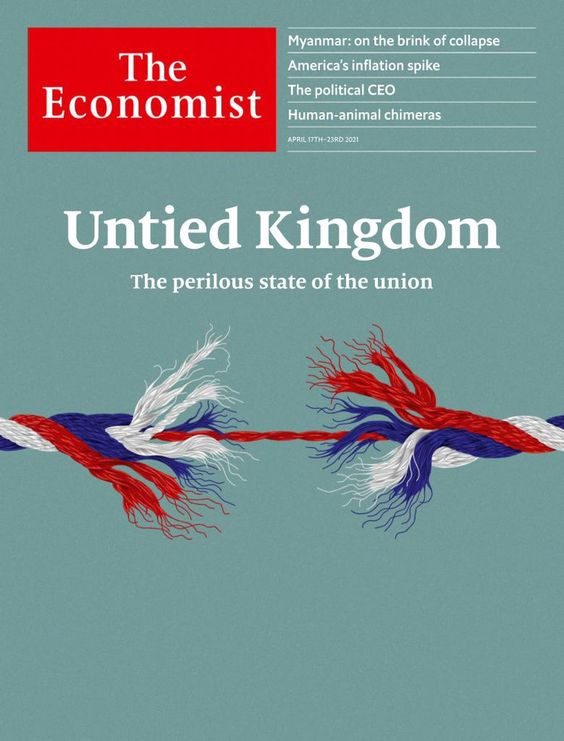 The
Economist
Myanmar: on the brink of collapse
America's inflation spike
The political CEO
Human-animal chimeras
APRIL 17TH–23RD 2021
Untied Kingdom
The perilous state of the union